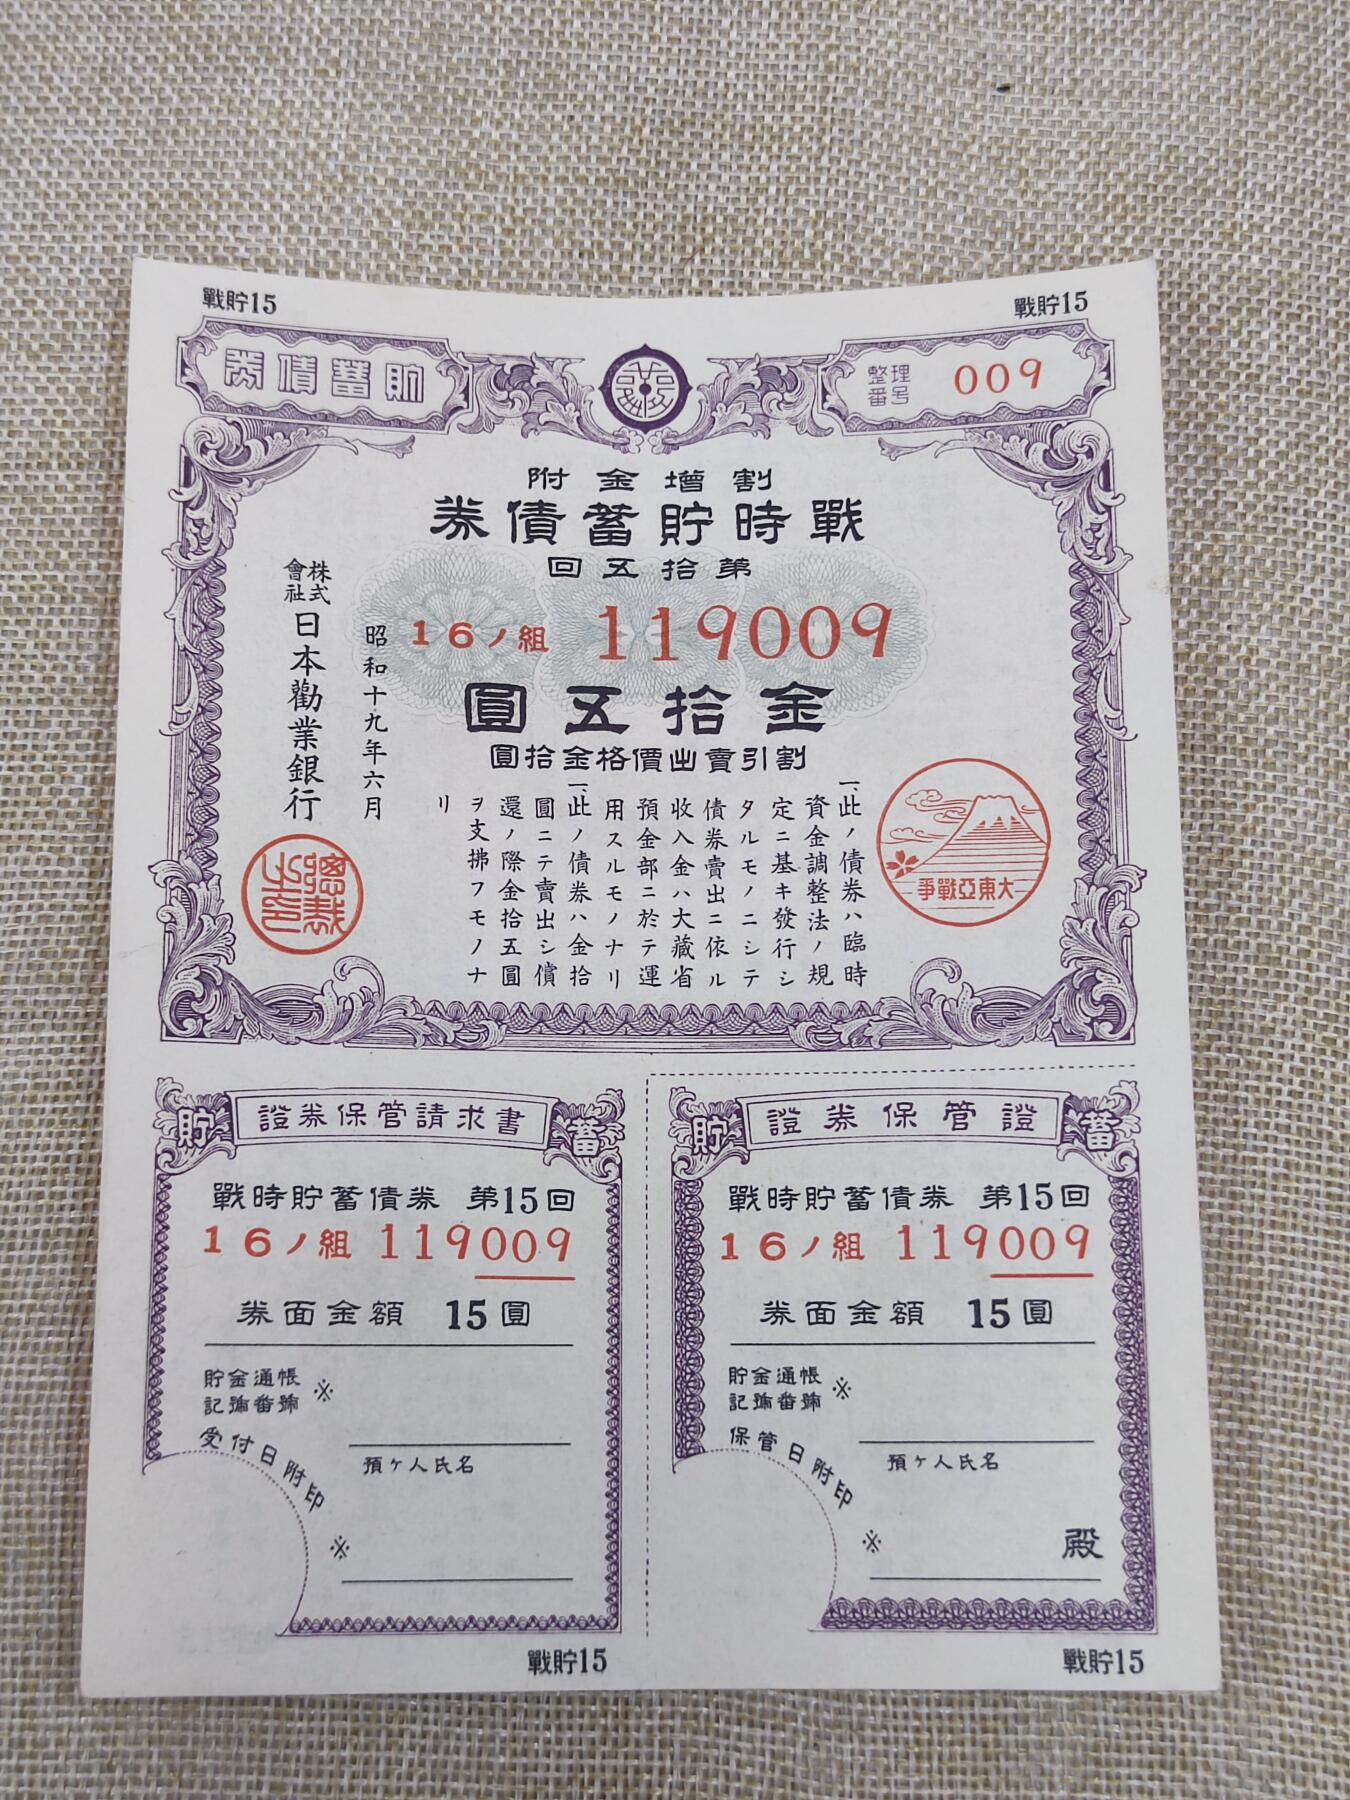 戰貯15
戰貯15
貯蓄債券
整理番号 009
割増金附
戰時貯蓄債券
第拾五回
16ノ組 119009
金拾五圓
割引賣出價格金拾圓
大東亞戰爭
一、此ノ債券ハ臨時
資金調整法ノ規
定ニ基キ發行シ
タルモノニシテ
債券賣出ニ依ル
收入金ハ大藏省
預金部ニ於テ運
用スルモノナリ
一、此ノ債券ハ金拾
圓ニテ賣出シ償
還ノ際金拾五圓
ヲ支拂フモノナ
リ
昭和十九年六月
株式會社日本勸業銀行
總裁之印
貯 證券保管請求書 蓄
戰時貯蓄債券 第15回
16ノ組 119009
券面金額 15圓
貯金通帳
記號番號 ※
受付日附印
預ケ人氏名
※
戰貯15
貯 證券保管證 蓄
戰時貯蓄債券 第15回
16ノ組 119009
券面金額 15圓
貯金通帳
記號番號 ※
保管日附印
預ケ人氏名
※
殿
戰貯15